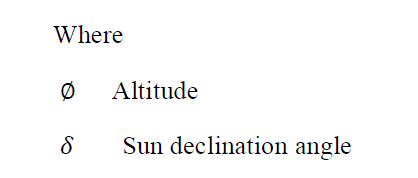 Where
∅ Altitude
δ Sun declination angle